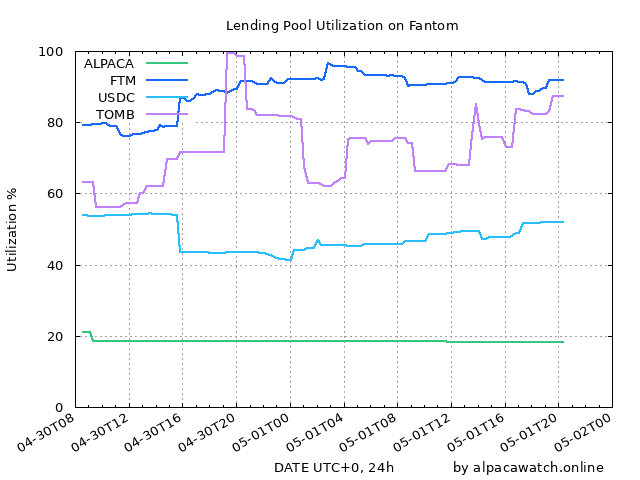 Lending Pool Utilization on Fantom
ALPACA
FTM
USDC
TOMB
Utilization %
100
80
60
40
20
0
04-30T08
04-30T12
04-30T16
04-30T20
05-01T00
05-01T04
05-01T08
05-01T12
05-01T16
05-01T20
05-02T00
DATE UTC+0, 24h
by alpacawatch.online